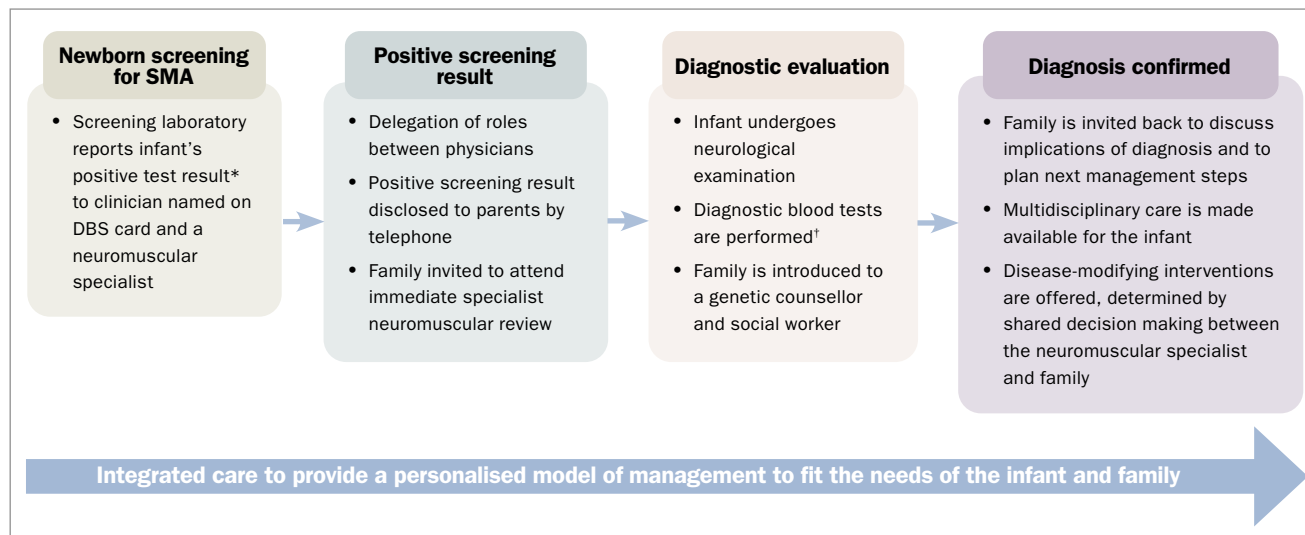 Newborn screening
for SMA
• Screening laboratory
reports infant’s
positive test result*
to clinician named on
DBS card and a
neuromuscular
specialist
Positive screening
result
• Delegation of roles
between physicians
• Positive screening result
disclosed to parents by
telephone
• Family invited to attend
immediate specialist
neuromuscular review
Diagnostic evaluation
• Infant undergoes
neurological
examination
• Diagnostic blood tests
are performed†
• Family is introduced to
a genetic counsellor
and social worker
Diagnosis confirmed
• Family is invited back to discuss
implications of diagnosis and to
plan next management steps
• Multidisciplinary care is made
available for the infant
• Disease-modifying interventions
are offered, determined by
shared decision making between
the neuromuscular specialist
and family
Integrated care to provide a personalised model of management to fit the needs of the infant and family